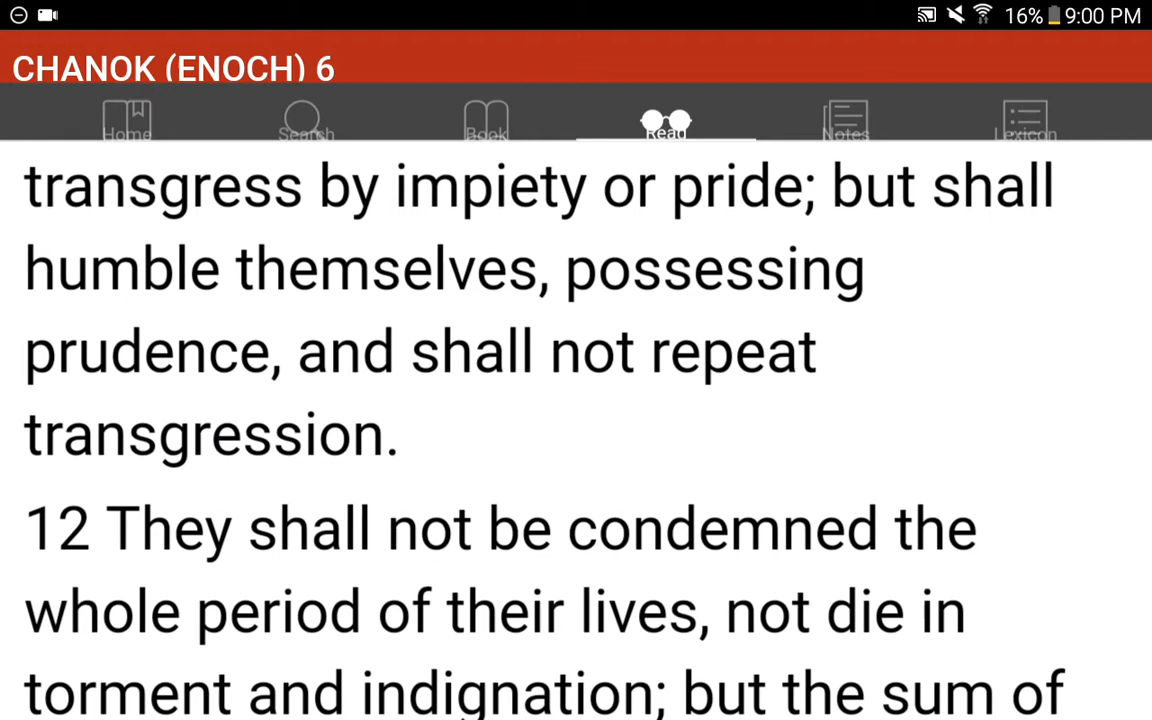 16% 9:00 PM
CHANOK (ENOCH) 6
Home Search Book Read Notes Lexicon
transgress by impiety or pride; but shall
humble themselves, possessing
prudence, and shall not repeat
transgression.
12 They shall not be condemned the
whole period of their lives, not die in
torment and indignation; but the sum of